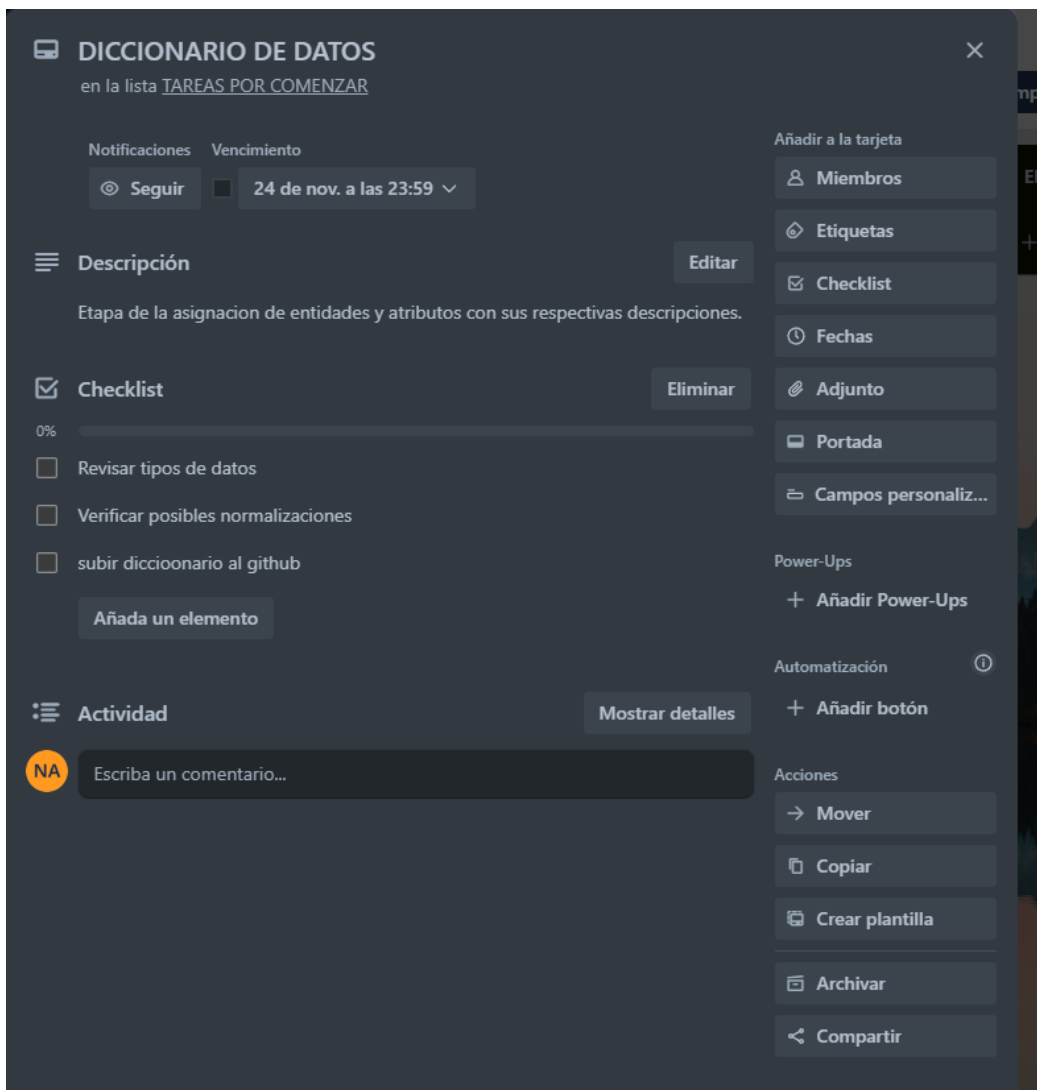 DICCIONARIO DE DATOS
en la lista TAREAS POR COMENZAR
Notificaciones
Vencimiento
Seguir
24 de nov. a las 23:59
Descripción
Editar
Etapa de la asignacion de entidades y atributos con sus respectivas descripciones.
Checklist
Eliminar
0%
Revisar tipos de datos
Verificar posibles normalizaciones
subir diccioonario al github
Añada un elemento
Actividad
Mostrar detalles
NA
Escriba un comentario...
Añadir a la tarjeta
Miembros
Etiquetas
Checklist
Fechas
Adjunto
Portada
Campos personaliz...
Power-Ups
Añadir Power-Ups
Automatización
Añadir botón
Acciones
Mover
Copiar
Crear plantilla
Archivar
Compartir